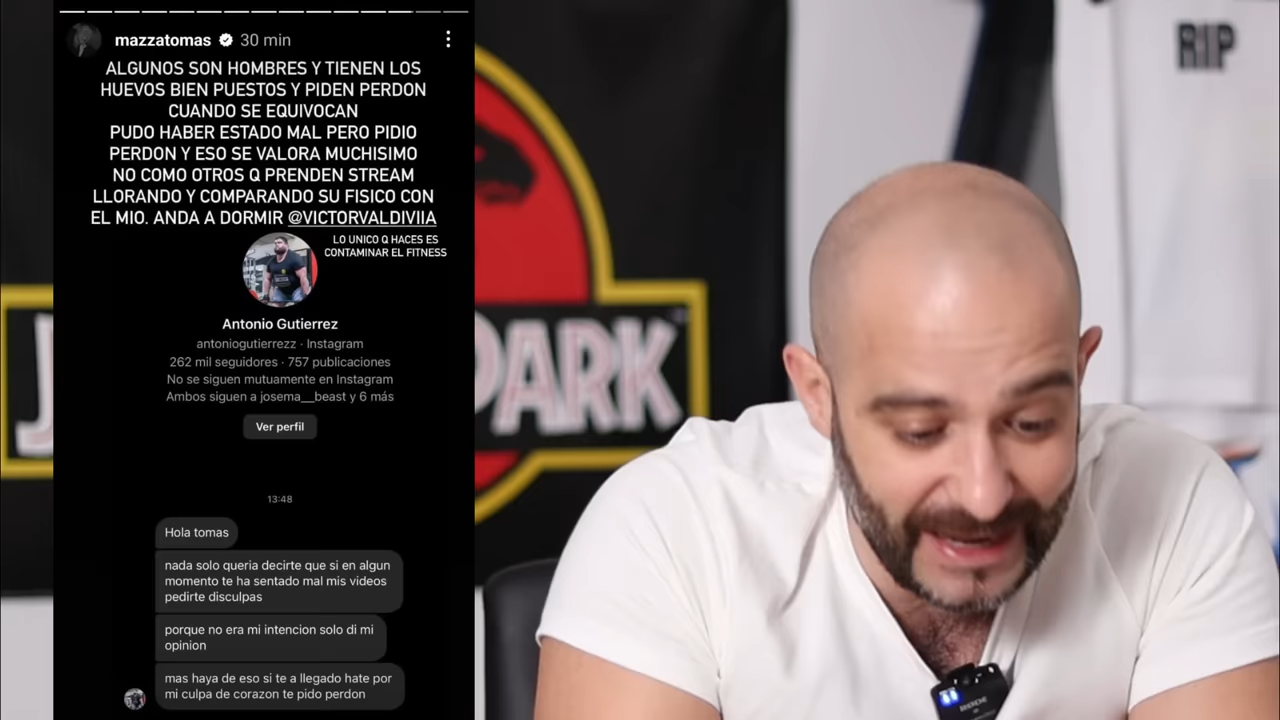 mazzatomas 30 min
ALGUNOS SON HOMBRES Y TIENEN LOS
HUEVOS BIEN PUESTOS Y PIDEN PERDON
CUANDO SE EQUIVOCAN
PUDO HABER ESTADO MAL PERO PIDIO
PERDON Y ESO SE VALORA MUCHISIMO
NO COMO OTROS Q PRENDEN STREAM
LLORANDO Y COMPARANDO SU FISICO CON
EL MIO. ANDA A DORMIR @VICTORVALDIVIIA
LO UNICO Q HACES ES
CONTAMINAR EL FITNESS
Antonio Gutierrez
antoniogutierrezz · Instagram
262 mil seguidores · 757 publicaciones
No se siguen mutuamente en Instagram
Ambos siguen a josema__beast y 6 más
Ver perfil
13:48
Hola tomas
nada solo queria decirte que si en algun
momento te ha sentado mal mis videos
pedirte disculpas
porque no era mi intencion solo di mi
opinion
mas haya de eso si te a llegado hate por
mi culpa de corazon te pido perdon
J PARK
RIP